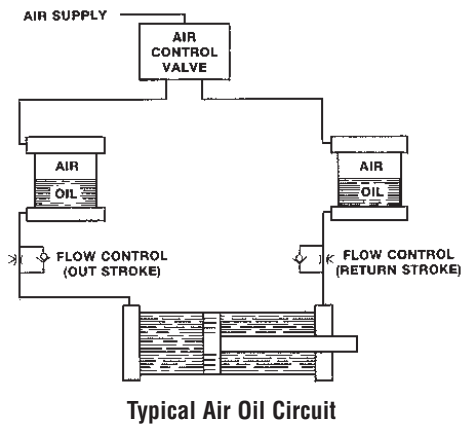 AIR SUPPLY
AIR
CONTROL
VALVE
AIR
OIL
AIR
OIL
FLOW CONTROL
(OUT STROKE)
FLOW CONTROL
(RETURN STROKE)
Typical Air Oil Circuit